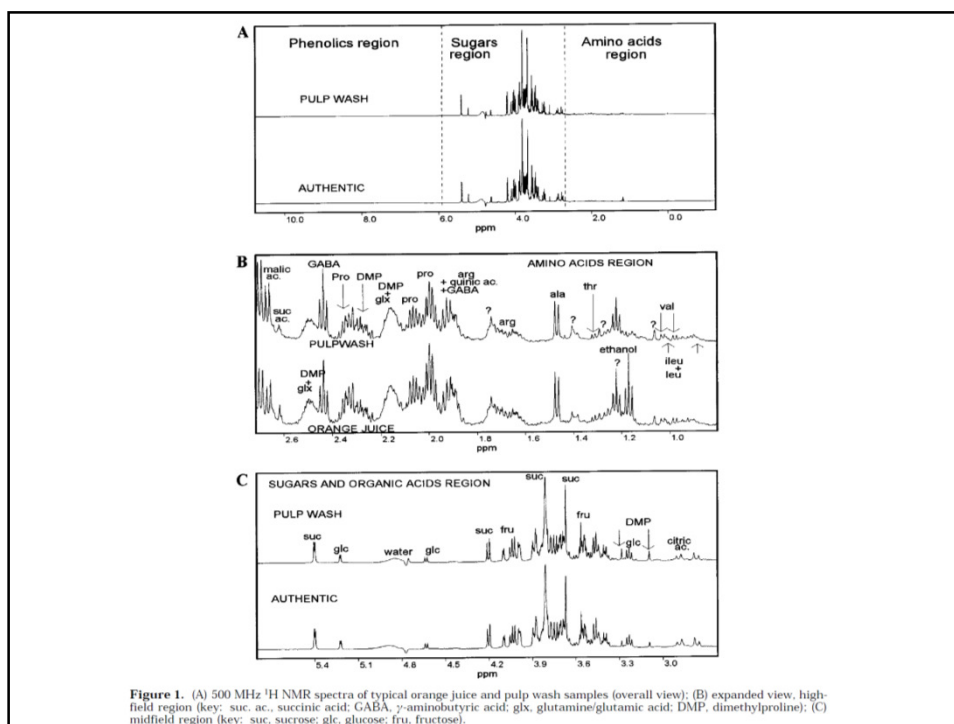 A
Phenolics region
Sugars
region
Amino acids
region
PULP WASH
AUTHENTIC
10.0 8.0 6.0 4.0 2.0 0.0
ppm
B
AMINO ACIDS REGION
malic
ac.
suc
ac.
GABA
Pro
DMP
DMP
+
glx
pro
pro
arg
+ quinic ac.
+GABA
?
arg
ala
?
thr
?
?
val
ileu
+
leu
PULPWASH
DMP
+
glx
ethanol
?
ORANGE JUICE
2.6 2.4 2.2 2.0 1.8 1.6 1.4 1.2 1.0
ppm
C
SUGARS AND ORGANIC ACIDS REGION
PULP WASH
suc
glc
water
glc
suc
fru
suc
suc
fru
DMP
glc
citric
ac.
AUTHENTIC
5.4 5.1 4.8 4.5 4.2 3.9 3.6 3.3 3.0
ppm
Figure 1. (A) 500 MHz ¹H NMR spectra of typical orange juice and pulp wash samples (overall view); (B) expanded view, high-
field region (key: suc. ac., succinic acid; GABA, γ-aminobutyric acid; glx, glutamine/glutamic acid; DMP, dimethylproline); (C)
midfield region (key: suc, sucrose; glc, glucose; fru, fructose).